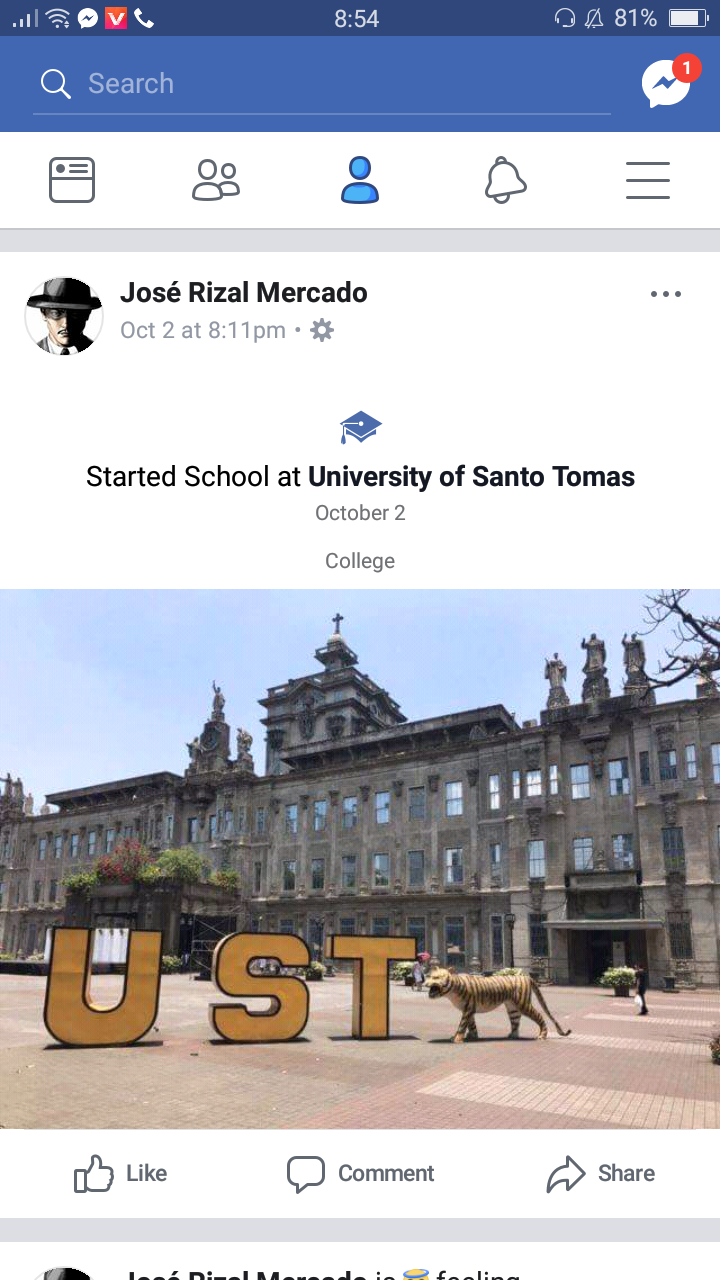 8:54
81%
Search
1
José Rizal Mercado
Oct 2 at 8:11pm •
Started School at University of Santo Tomas
October 2
College
UST
Like
Comment
Share
José Rizal Mercado is 😇 feeling